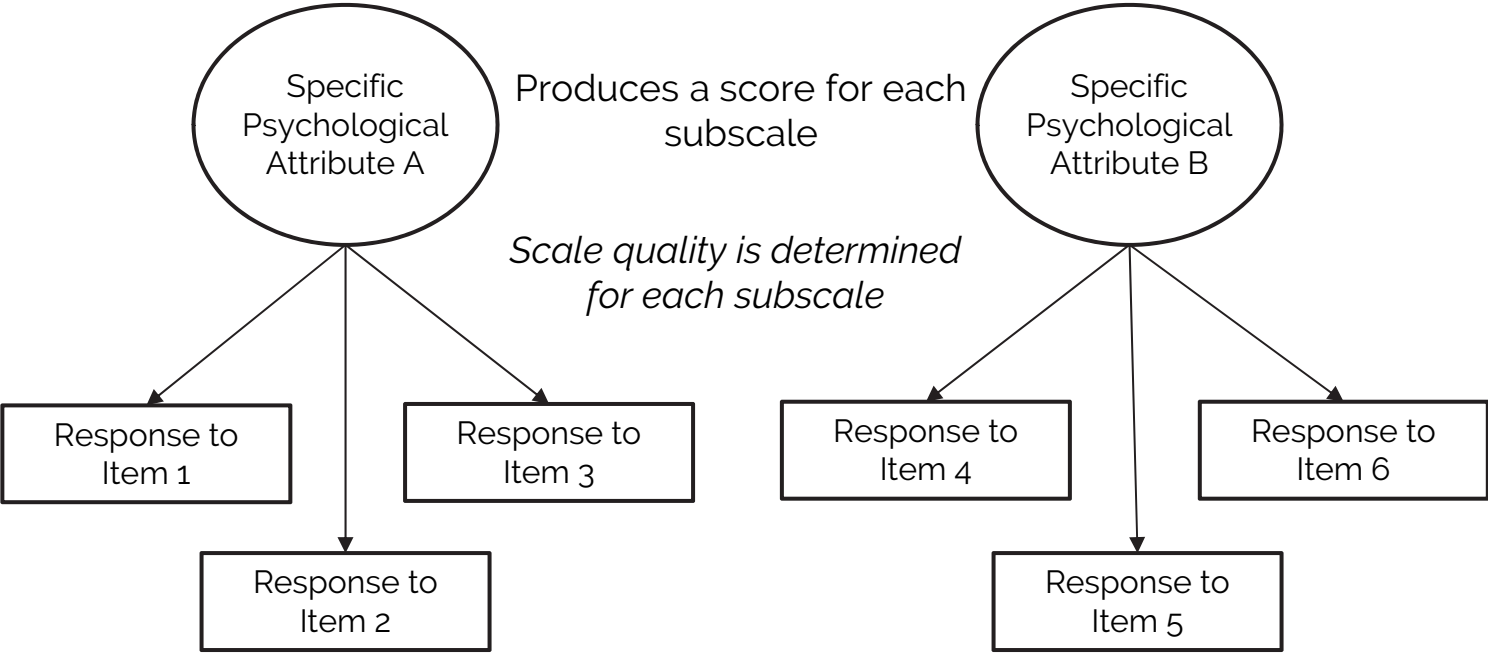 Specific
Psychological
Attribute A
Produces a score for each
subscale
Specific
Psychological
Attribute B
Scale quality is determined
for each subscale
Response to
Item 1
Response to
Item 3
Response to
Item 4
Response to
Item 6
Response to
Item 2
Response to
Item 5